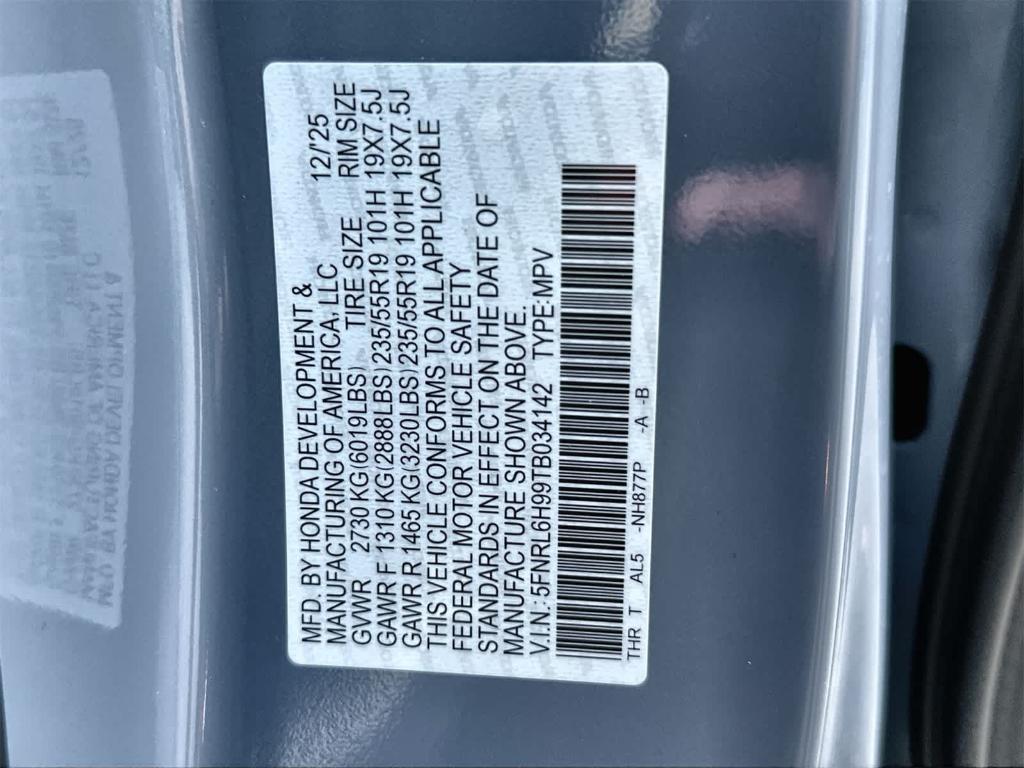 MFD. BY HONDA DEVELOPMENT &
MANUFACTURING OF AMERICA, LLC 12/'25
GVWR 2730 KG(6019LBS) TIRE SIZE RIM SIZE
GAWR F 1310 KG(2888LBS)235/55R19 101H 19X7.5J
GAWR R 1465 KG(3230LBS)235/55R19 101H 19X7.5J
THIS VEHICLE CONFORMS TO ALL APPLICABLE
FEDERAL MOTOR VEHICLE SAFETY
STANDARDS IN EFFECT ON THE DATE OF
MANUFACTURE SHOWN ABOVE.
V.I.N.:5FNRL6H99TB034142 TYPE:MPV
THR T AL5 -NH877P -A -B